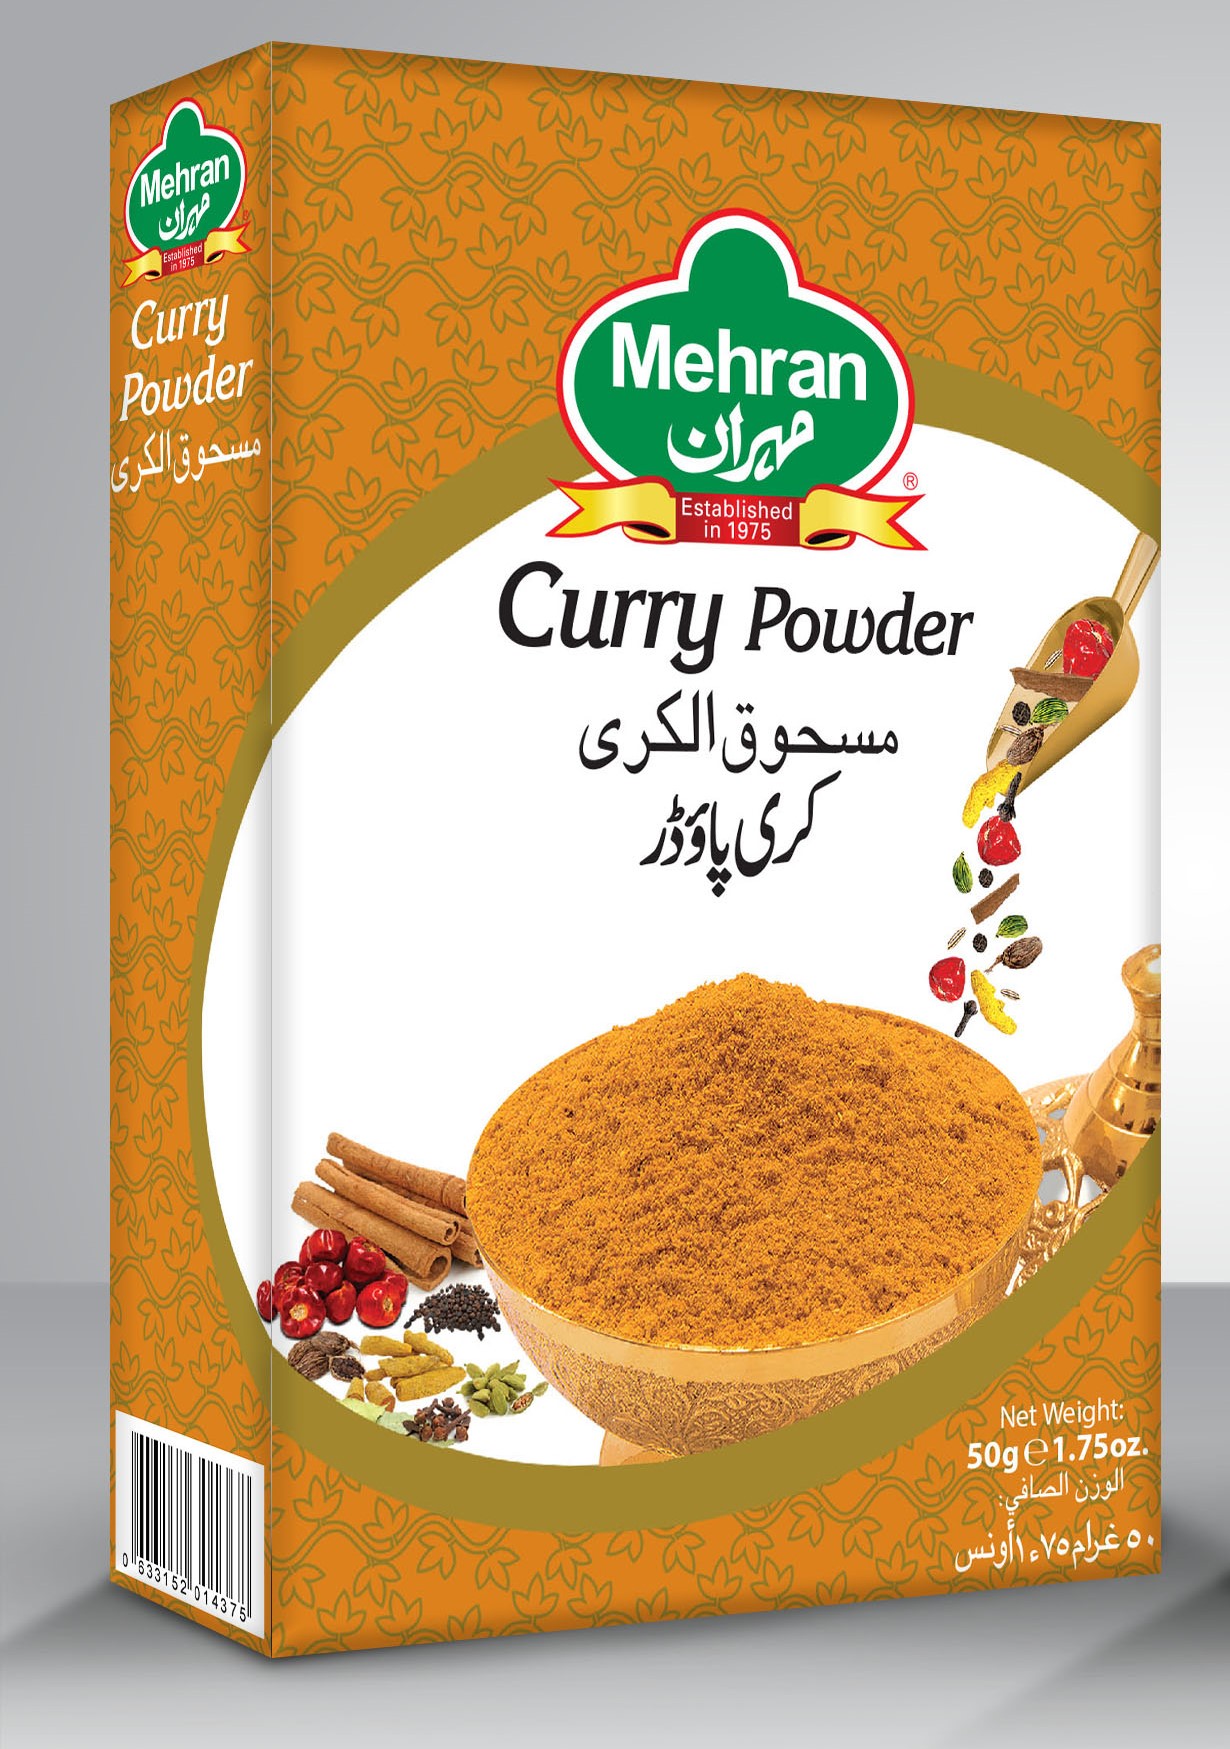 Mehran
مہران
Established
in 1975
Curry
Powder
مسحوق الكرى
0 633152 014375
Mehran
مہران
®
Established
in 1975
Curry Powder
مسحوق الكرى
کری پاؤڈر
Net Weight:
50g ℮ 1.75oz.
الوزن الصافي:
٥٠ غرام ١،٧٥ أونس